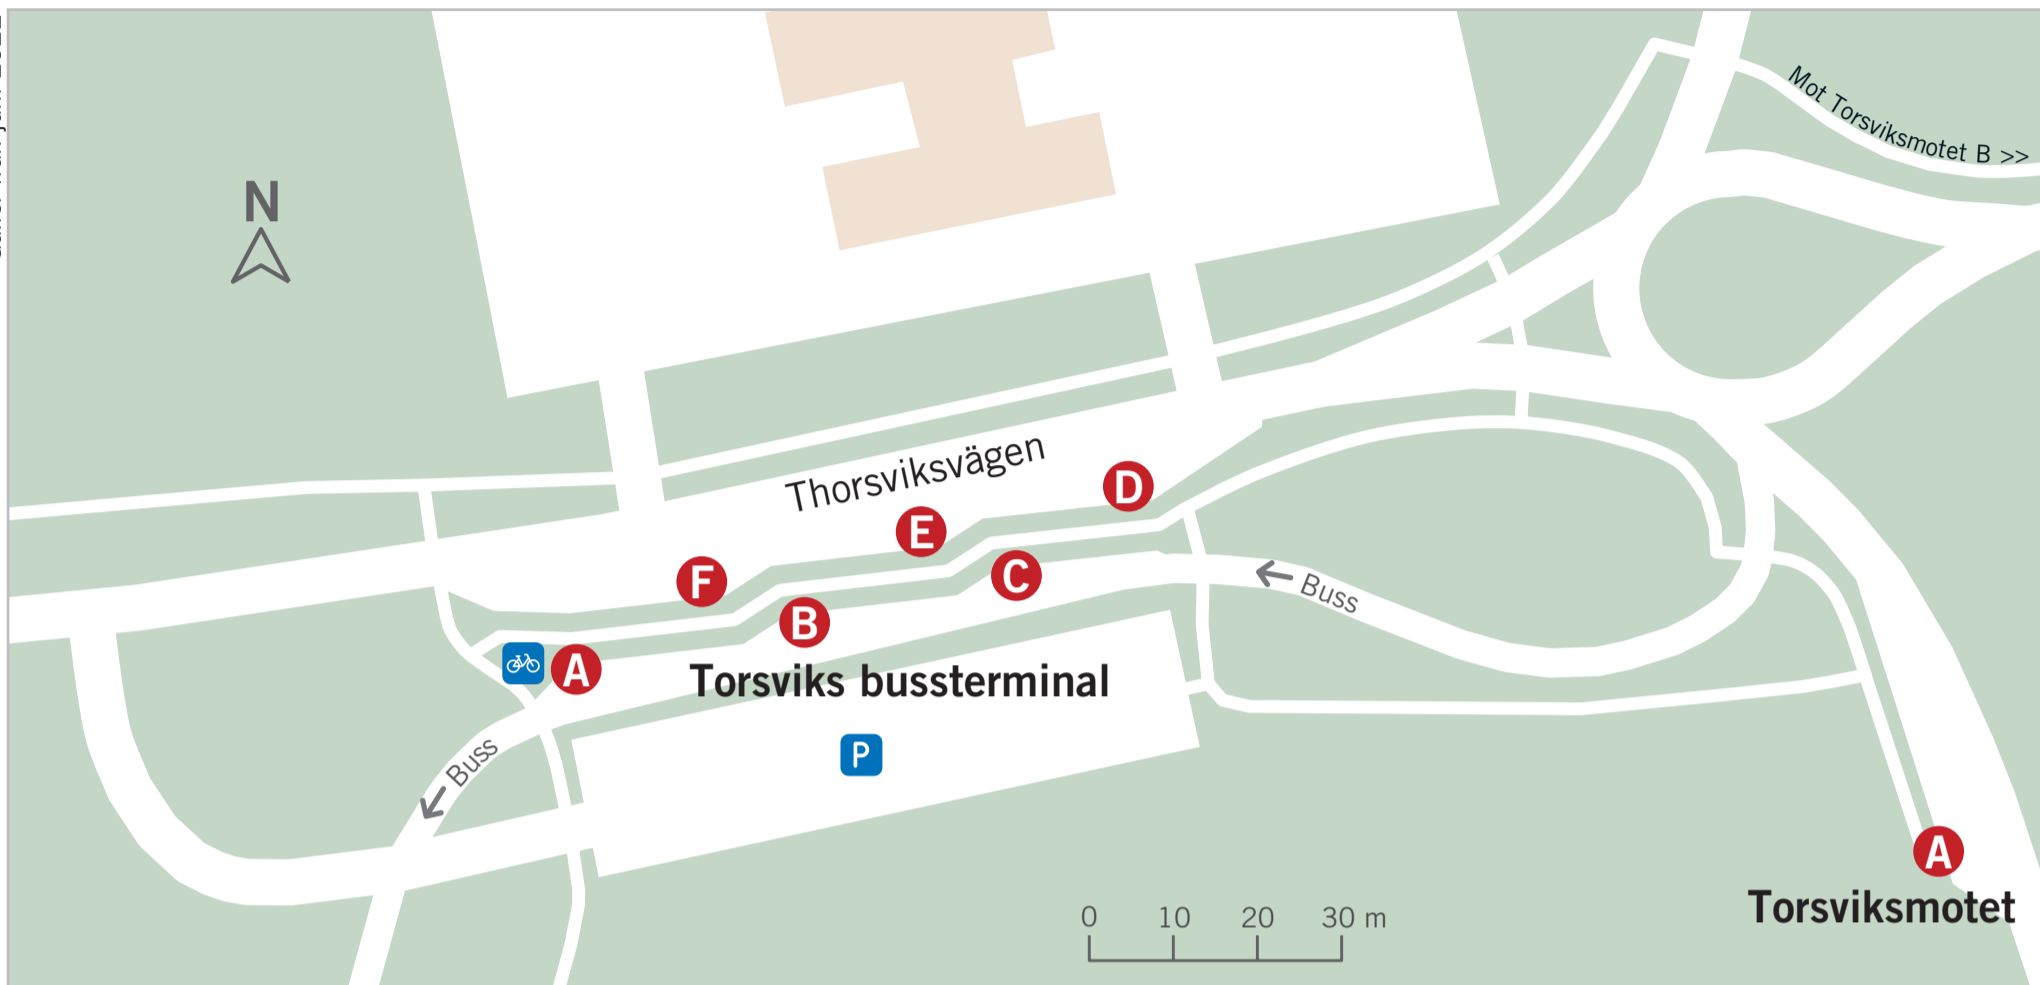 N
Mot Torsviksmotet B >>
Thorsviksvägen
D
E
F
C
B
A
← Buss
Torsviks bussterminal
← Buss
P
A
Torsviksmotet
0 10 20 30 m